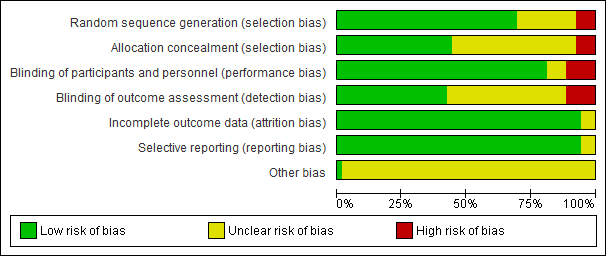 Random sequence generation (selection bias)
Allocation concealment (selection bias)
Blinding of participants and personnel (performance bias)
Blinding of outcome assessment (detection bias)
Incomplete outcome data (attrition bias)
Selective reporting (reporting bias)
Other bias
0% 25% 50% 75% 100%
Low risk of bias Unclear risk of bias High risk of bias